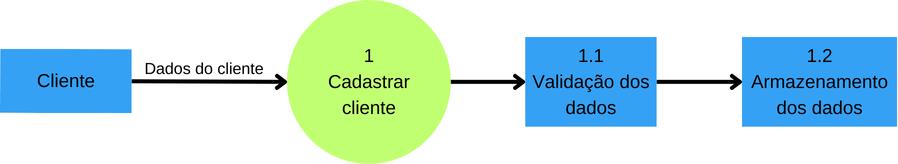 Cliente
Dados do cliente
1
Cadastrar
cliente
1.1
Validação dos
dados
1.2
Armazenamento
dos dados